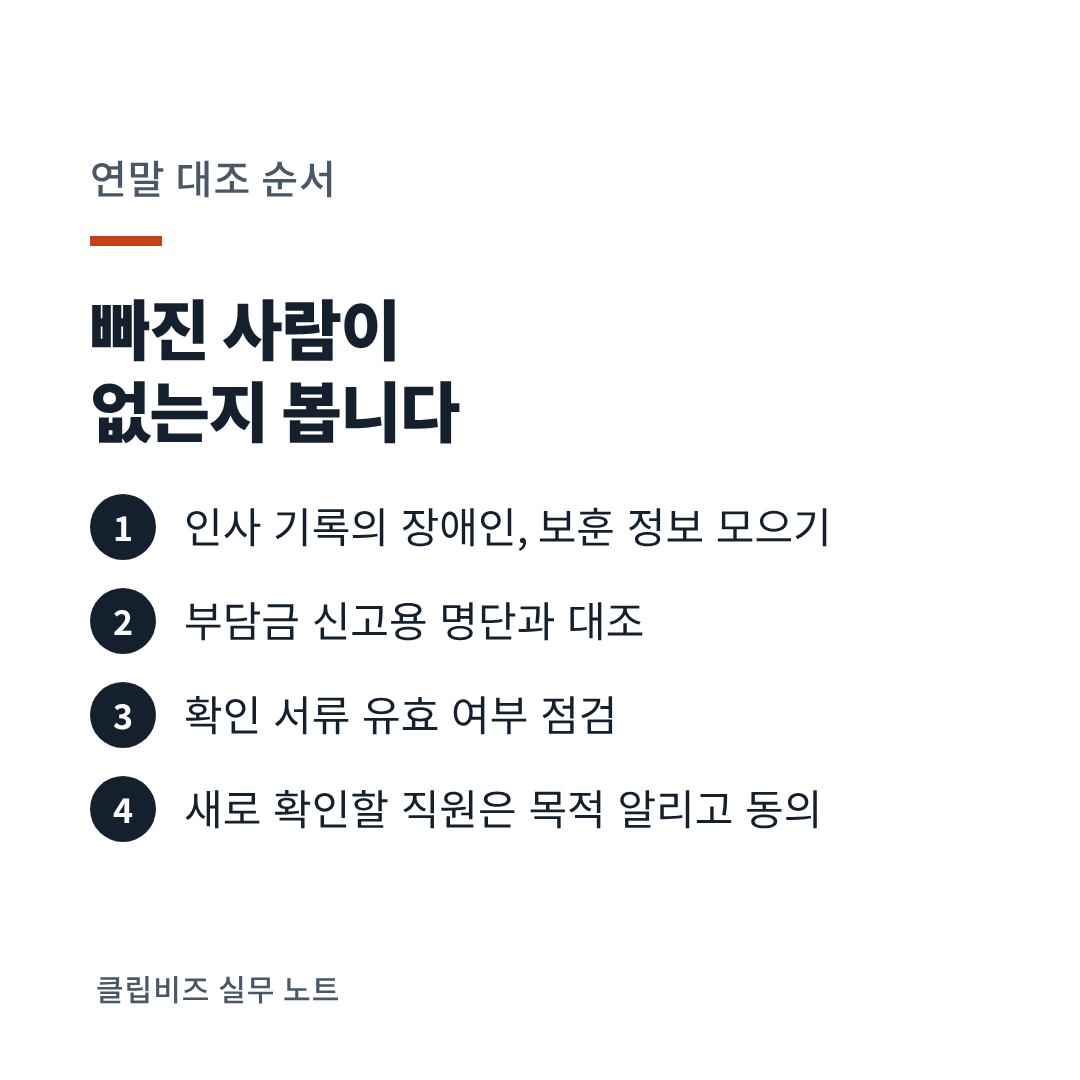 연말 대조 순서
빠진 사람이
없는지 봅니다
1 인사 기록의 장애인, 보훈 정보 모으기
2 부담금 신고용 명단과 대조
3 확인 서류 유효 여부 점검
4 새로 확인할 직원은 목적 알리고 동의
클립비즈 실무 노트